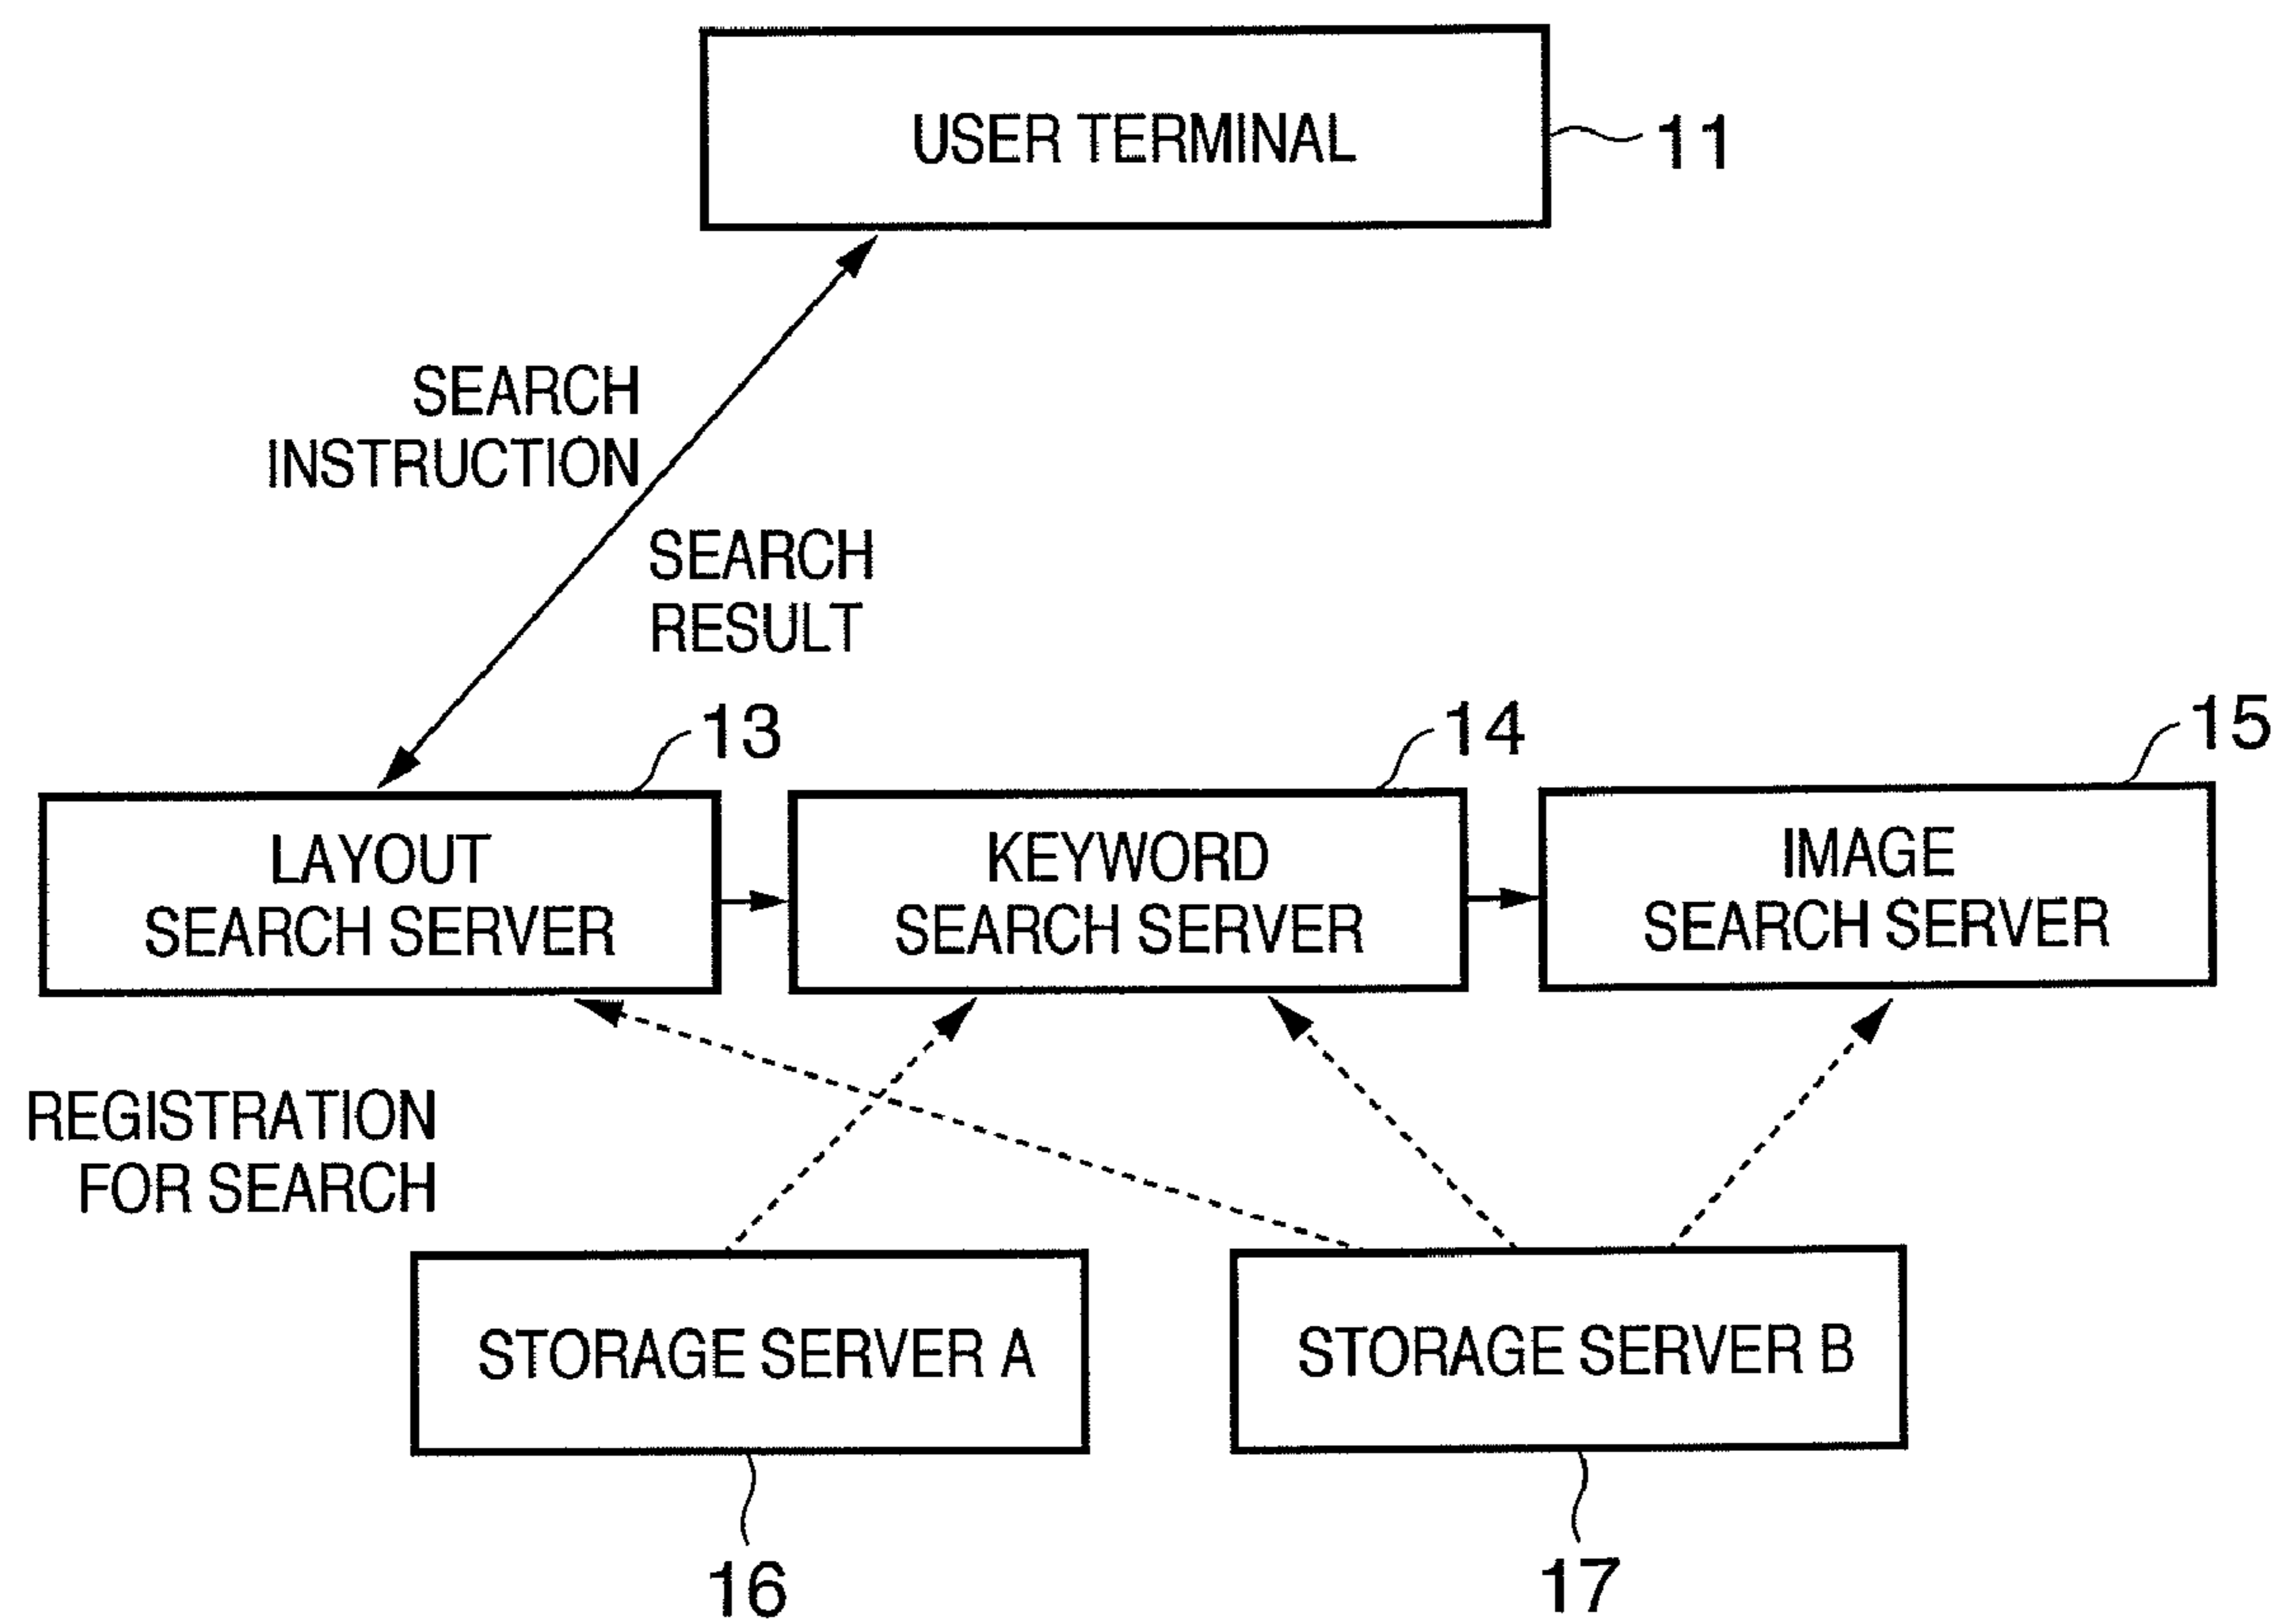 USER TERMINAL
11
SEARCH
INSTRUCTION
SEARCH
RESULT
13
14
15
LAYOUT
SEARCH SERVER
KEYWORD
SEARCH SERVER
IMAGE
SEARCH SERVER
REGISTRATION
FOR SEARCH
STORAGE SERVER A
STORAGE SERVER B
16
17